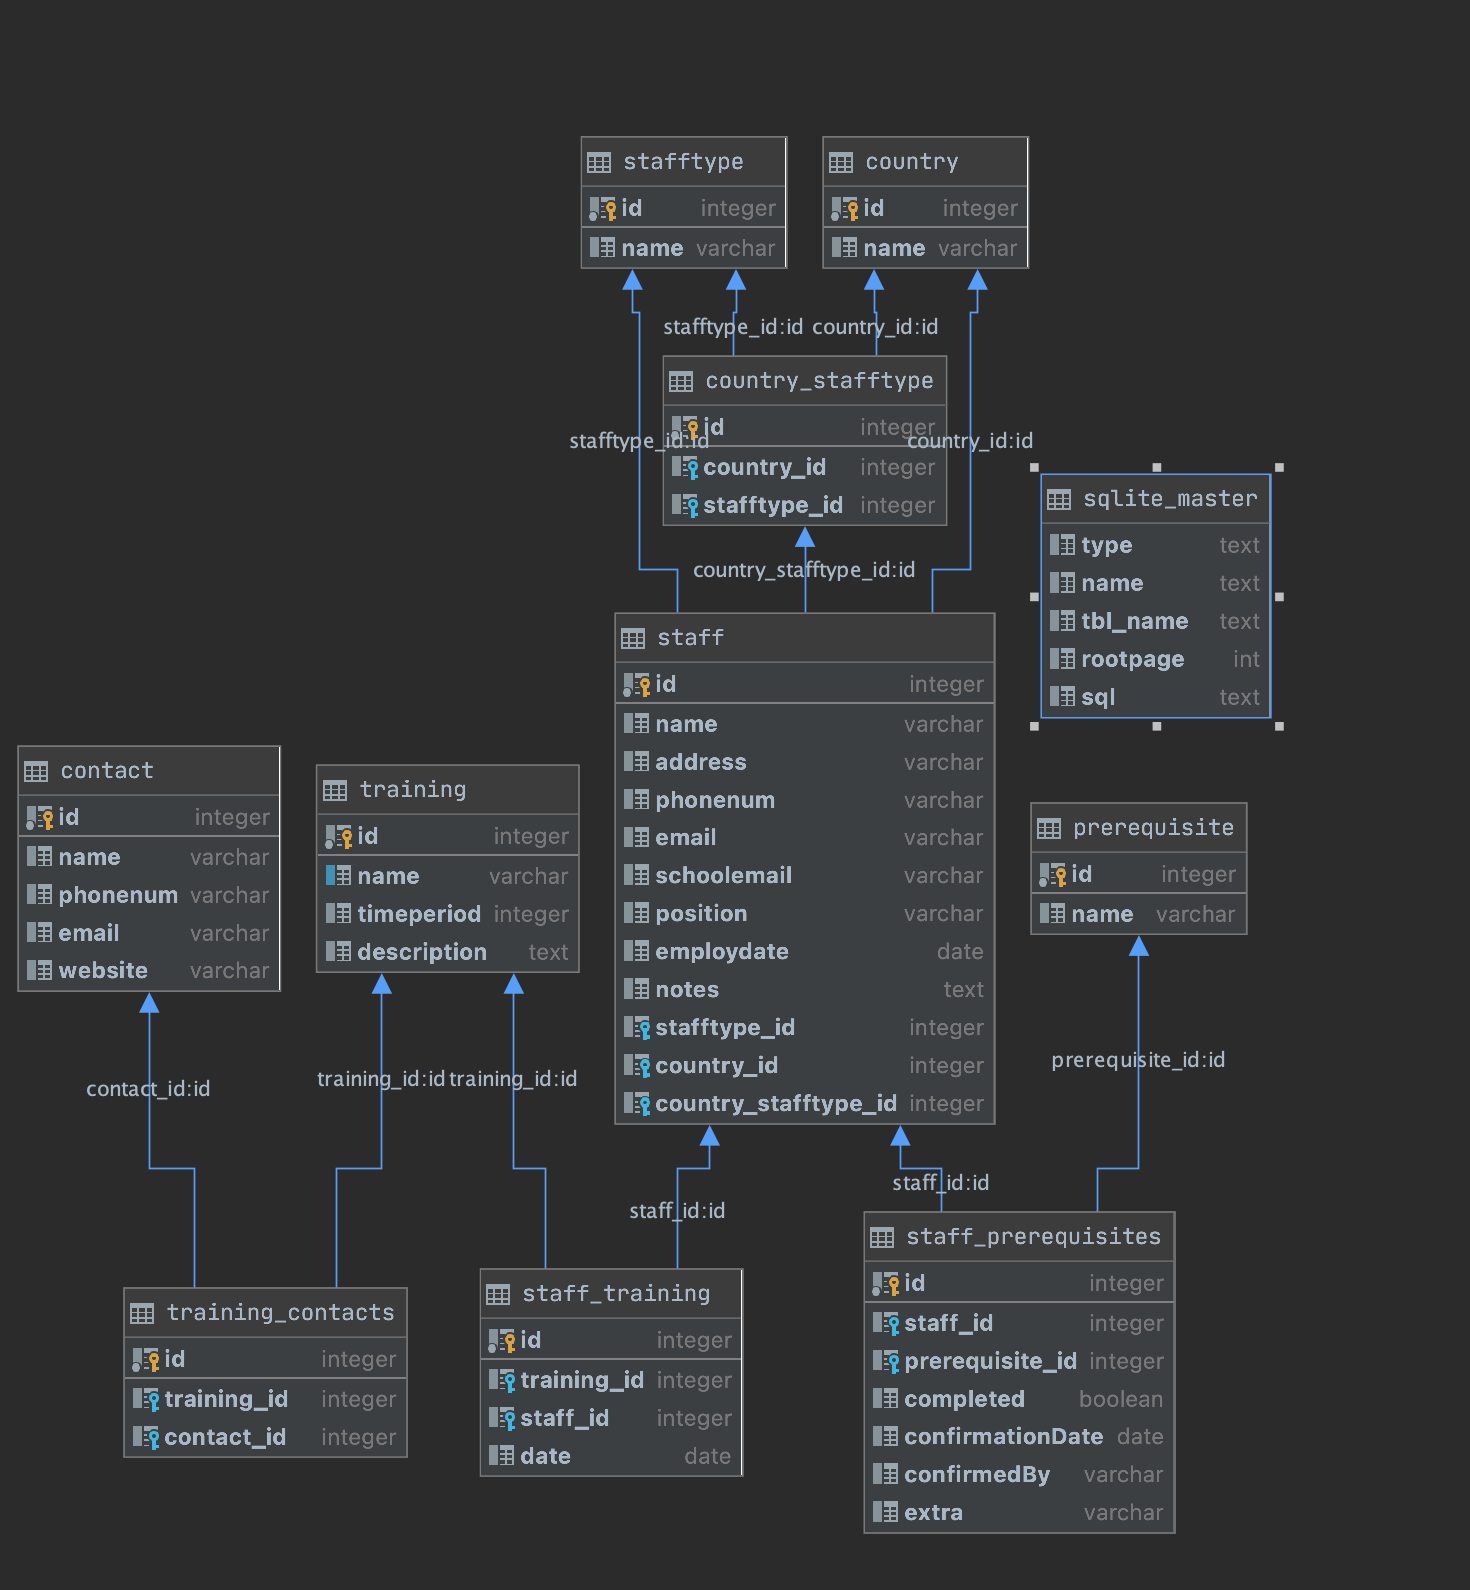 stafftype
id integer
name varchar
country
id integer
name varchar
stafftype_id:id
country_id:id
country_stafftype
id integer
country_id integer
stafftype_id integer
stafftype_id:id
country_id:id
country_stafftype_id:id
sqlite_master
type text
name text
tbl_name text
rootpage int
sql text
staff
id integer
name varchar
address varchar
phonenum varchar
email varchar
schoolemail varchar
position varchar
employdate date
notes text
stafftype_id integer
country_id integer
country_stafftype_id integer
contact
id integer
name varchar
phonenum varchar
email varchar
website varchar
training
id integer
name varchar
timeperiod integer
description text
prerequisite
id integer
name varchar
contact_id:id
training_id:id
training_id:id
prerequisite_id:id
staff_id:id
staff_id:id
training_contacts
id integer
training_id integer
contact_id integer
staff_training
id integer
training_id integer
staff_id integer
date date
staff_prerequisites
id integer
staff_id integer
prerequisite_id integer
completed boolean
confirmationDate date
confirmedBy varchar
extra varchar